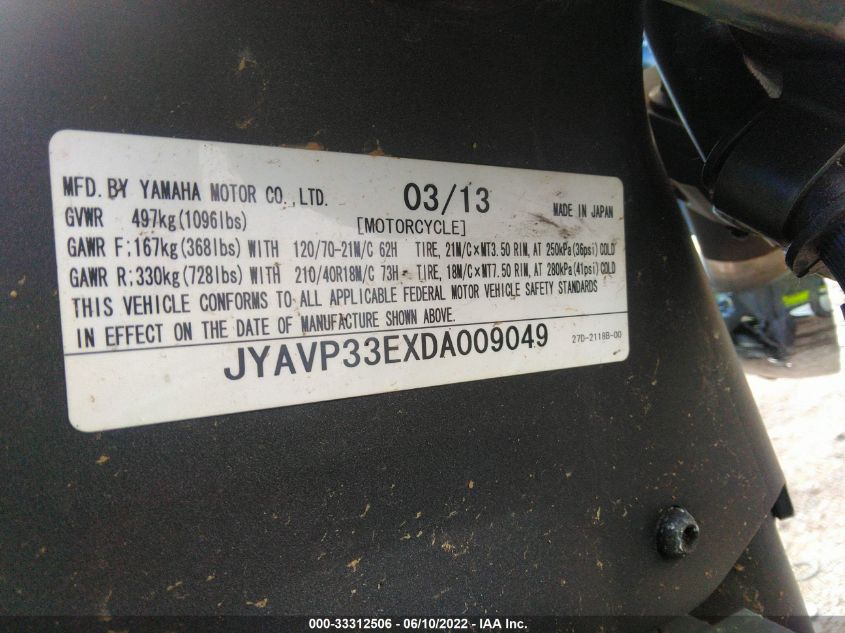 MFD. BY YAMAHA MOTOR CO.,LTD. 03/13 MADE IN JAPAN
GVWR 497kg(1096lbs) [MOTORCYCLE]
GAWR F:167kg(368lbs) WITH 120/70-21M/C 62H TIRE, 21M/C×MT3.50 RIM, AT 250kPa(36psi) COLD
GAWR R:330kg(728lbs) WITH 210/40R18M/C 73H TIRE, 18M/C×MT7.50 RIM, AT 280kPa(41psi) COLD
THIS VEHICLE CONFORMS TO ALL APPLICABLE FEDERAL MOTOR VEHICLE SAFETY STANDARDS
IN EFFECT ON THE DATE OF MANUFACTURE SHOWN ABOVE.
JYAVP33EXDA009049 27D-2118B-00
000-33312506 - 06/10/2022 - IAA Inc.